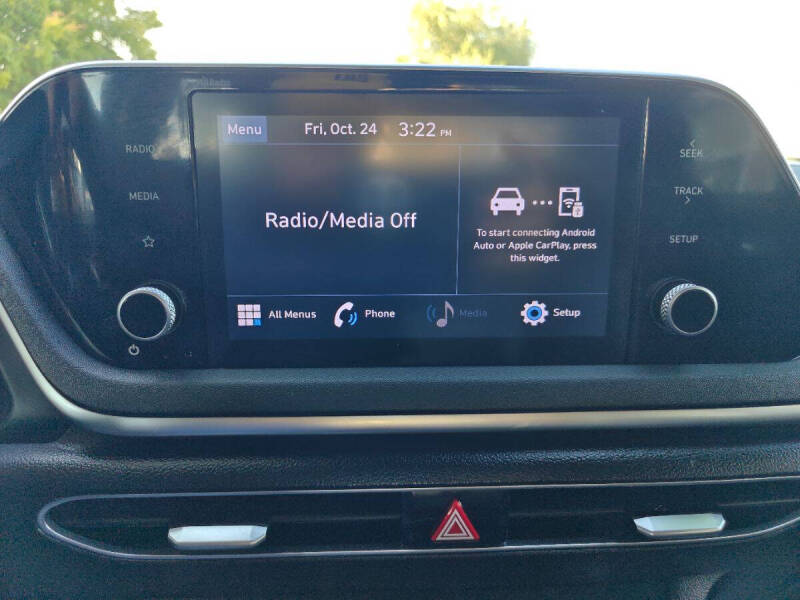 Menu Fri, Oct. 24 3:22 PM
RADIO
MEDIA
Radio/Media Off
To start connecting Android
Auto or Apple CarPlay, press
this widget.
All Menus Phone Media Setup
SEEK
TRACK
SETUP